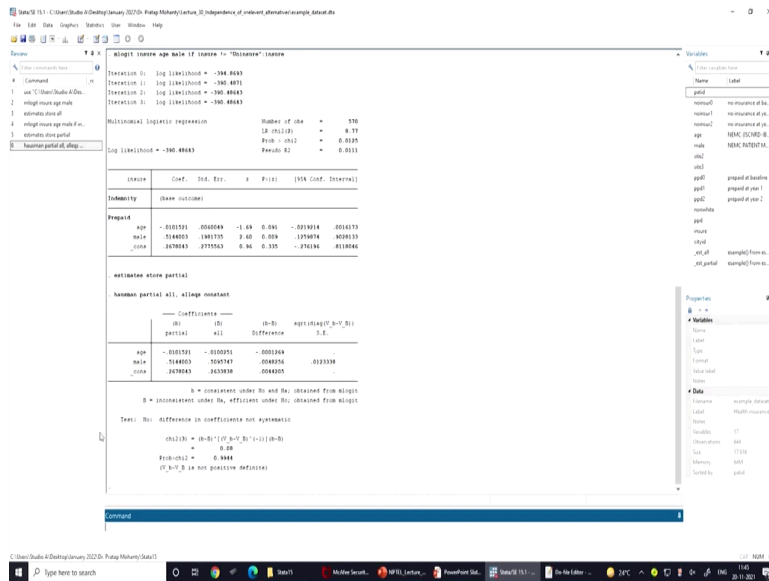 Stata/SE 15.1 - C:\Users\Studio A\Desktop\January 2022\Dr. Pratap Mohanty\Lecture_30_Independence_of_irrelevent_alternatives\example_dataset.dta
File Edit Data Graphics Statistics User Window Help
Review
Filter commands here
# Command _rc
1 use "C:\Users\Studio A\Des...
2 mlogit insure age male
3 estimates store all
4 mlogit insure age male if in...
5 estimates store partial
6 hausman partial all, alleqs ...
. mlogit insure age male if insure != "Uninsure":insure
Iteration 0: log likelihood = -394.8693
Iteration 1: log likelihood = -390.4871
Iteration 2: log likelihood = -390.48643
Iteration 3: log likelihood = -390.48643
Multinomial logistic regression Number of obs = 570
LR chi2(2) = 8.77
Prob > chi2 = 0.0125
Log likelihood = -390.48643 Pseudo R2 = 0.0111
insure Coef. Std. Err. z P>|z| [95% Conf. Interval]
Indemnity (base outcome)
Prepaid
age -.0101521 .0060049 -1.69 0.091 -.0219214 .0016173
male .5144003 .1981735 2.60 0.009 .1259874 .9028133
_cons .2678043 .2775563 0.96 0.335 -.276196 .8118046
. estimates store partial
. hausman partial all, alleqs constant
---- Coefficients ----
(b) (B) (b-B) sqrt(diag(V_b-V_B))
partial all Difference S.E.
age -.0101521 -.0100251 -.0001269 .
male .5144003 .5095747 .0048256 .0123338
_cons .2678043 .2633838 .0044205 .
b = consistent under Ho and Ha; obtained from mlogit
B = inconsistent under Ha, efficient under Ho; obtained from mlogit
Test: Ho: difference in coefficients not systematic
chi2(3) = (b-B)'[(V_b-V_B)^(-1)](b-B)
= 0.08
Prob>chi2 = 0.9944
(V_b-V_B is not positive definite)
Command
Variables
Filter variables here
Name Label
patid
noinsur0 no insurance at ba...
noinsur1 no insurance at ye...
noinsur2 no insurance at ye...
age NEMC (ISCNRD-IB...
male NEMC PATIENT M...
site2
site3
ppd0 prepaid at baseline
ppd1 prepaid at year 1
ppd2 prepaid at year 2
nonwhite
ppd
insure
_est_all esample() from es...
_est_partial esample() from es...
Properties
Variables
Name
Label
Type
Format
Value label
Notes
Data
Filename example_dataset
Label Health insurance
Notes
Variables 17
Observations 644
Size
Memory 64M
Sorted by patid
C:\Users\Studio A\Desktop\January 2022\Dr. Pratap Mohanty\Stata15
CAP NUM
Type here to search
Stata15
McAfee Securit...
NPTEL_Lecture_...
PowerPoint Slid...
Stata/SE 15.1 - ...
Do-file Editor - ...
24°C
ENG
11:45
20-11-2021